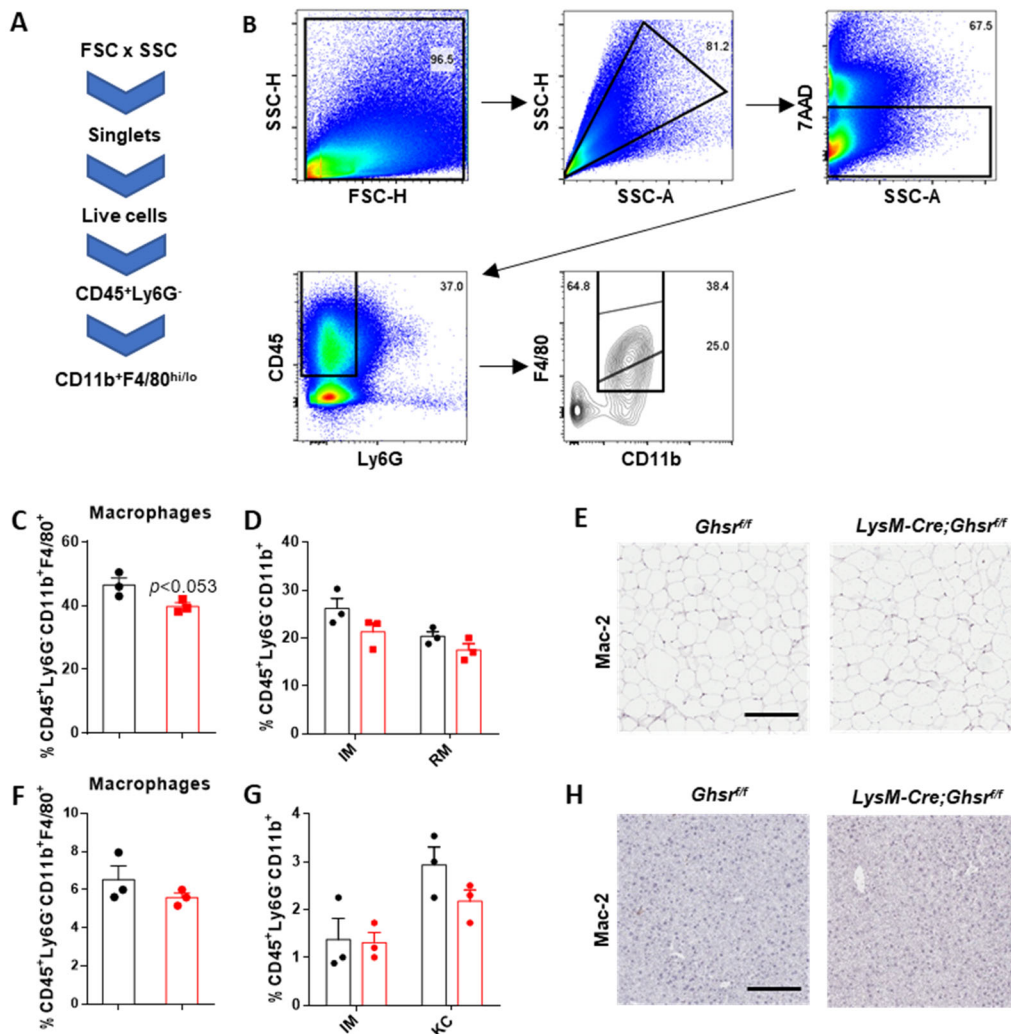 A
FSC x SSC
Singlets
Live cells
CD45⁺Ly6G⁻
CD11b⁺F4/80ʰⁱ/ˡᵒ
B
SSC-H
96.5
FSC-H
SSC-H
81.2
SSC-A
7AAD
67.5
SSC-A
CD45
37.0
Ly6G
F4/80
64.8
38.4
25.0
CD11b
C
Macrophages
% CD45⁺Ly6G⁻CD11b⁺F4/80⁺
60
40
20
0
p<0.053
D
% CD45⁺Ly6G⁻CD11b⁺
40
30
20
10
0
IM
RM
E
Ghsrᶠ/ᶠ
LysM-Cre;Ghsrᶠ/ᶠ
Mac-2
F
Macrophages
% CD45⁺Ly6G⁻CD11b⁺F4/80⁺
10
8
6
4
2
0
G
% CD45⁺Ly6G⁻CD11b⁺
4
3
2
1
0
IM
KC
H
Ghsrᶠ/ᶠ
LysM-Cre;Ghsrᶠ/ᶠ
Mac-2